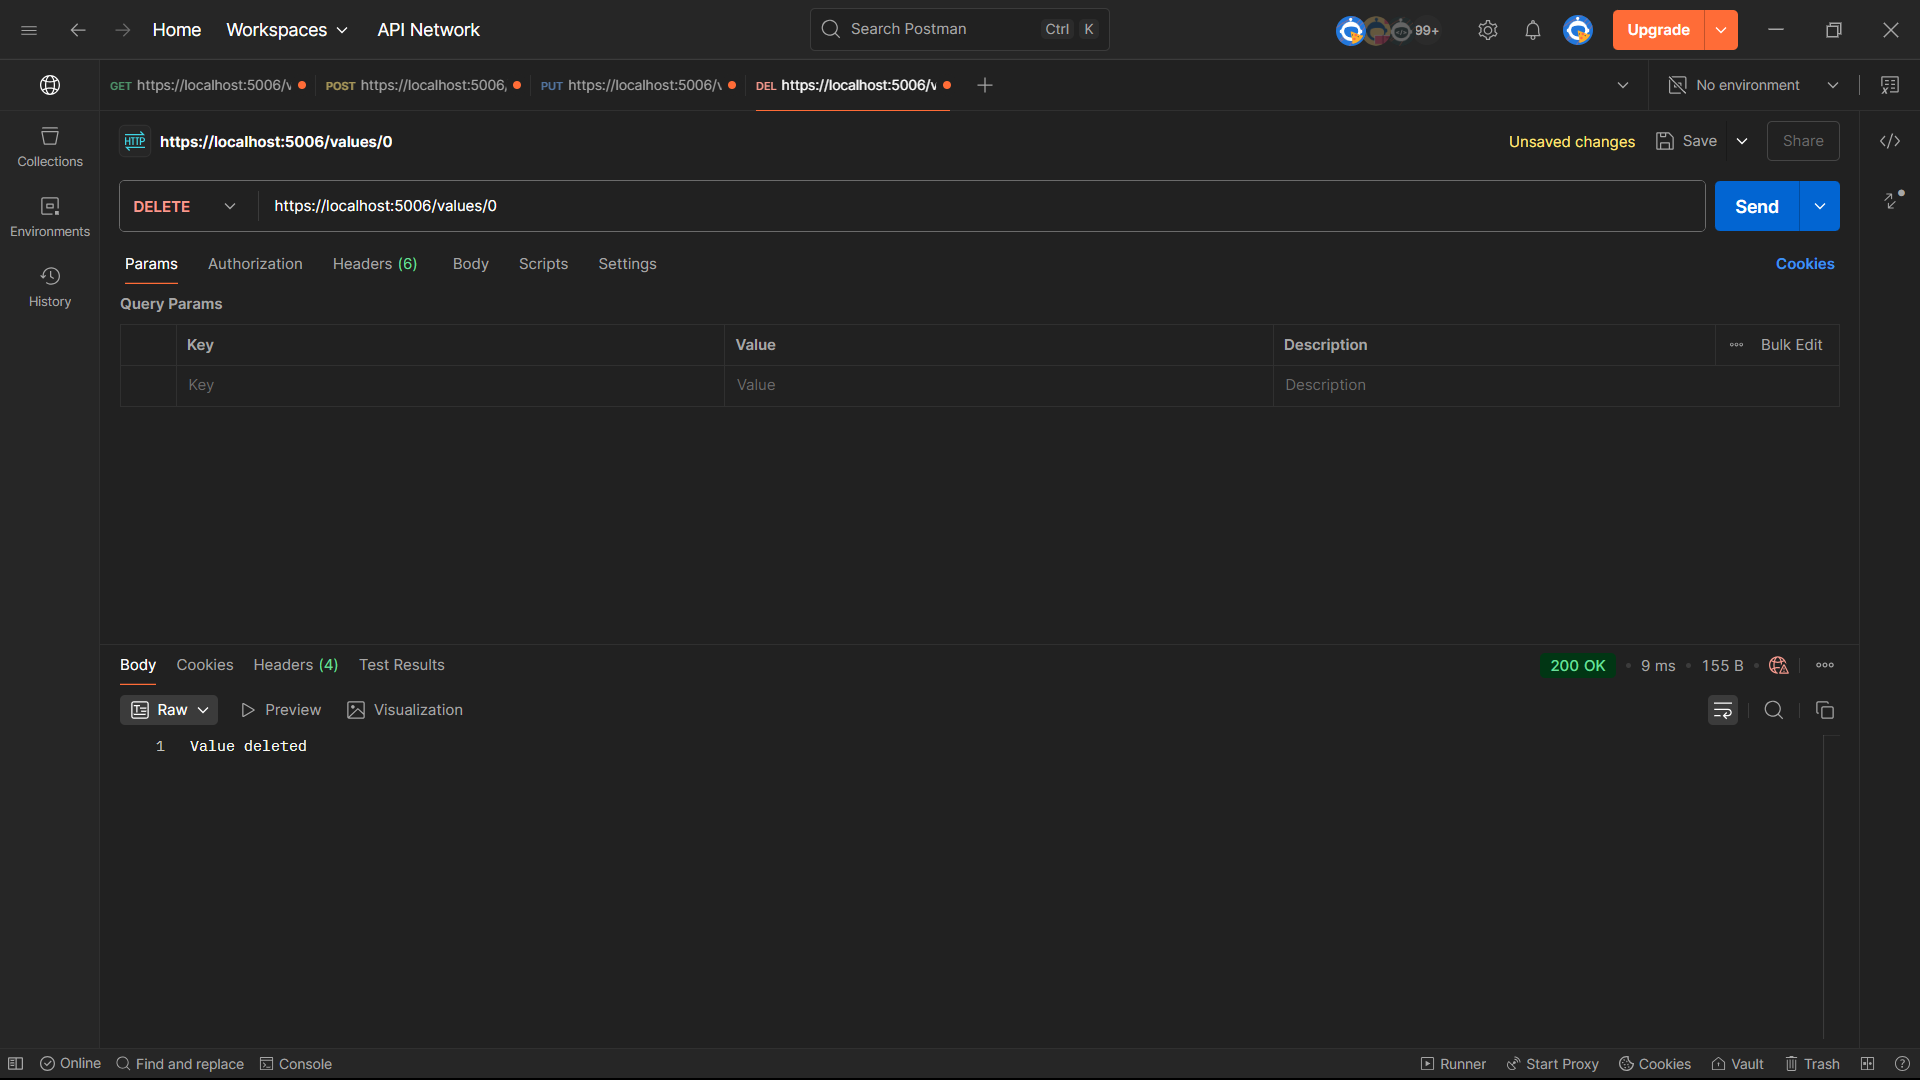 Home Workspaces API Network Search Postman Ctrl K 99+ Upgrade
GET https://localhost:5006/v POST https://localhost:5006, PUT https://localhost:5006/v DEL https://localhost:5006/v No environment
HTTP https://localhost:5006/values/0 Unsaved changes Save Share
Collections
DELETE https://localhost:5006/values/0 Send
Environments
Params Authorization Headers (6) Body Scripts Settings Cookies
History
Query Params
Key Value Description Bulk Edit
Key Value Description
Body Cookies Headers (4) Test Results 200 OK 9 ms 155 B
Raw Preview Visualization
1 Value deleted
Online Find and replace Console Runner Start Proxy Cookies Vault Trash